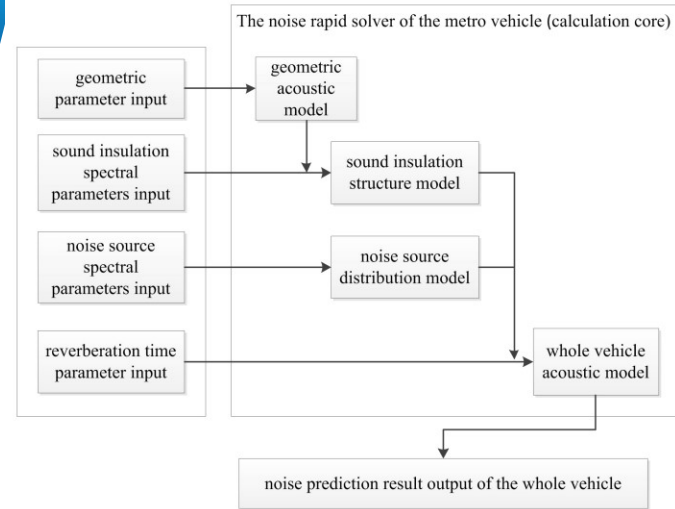 The noise rapid solver of the metro vehicle (calculation core)
geometric
parameter input
geometric
acoustic
model
sound insulation
spectral
parameters input
sound insulation
structure model
noise source
spectral
parameters input
noise source
distribution model
reverberation time
parameter input
whole vehicle
acoustic model
noise prediction result output of the whole vehicle